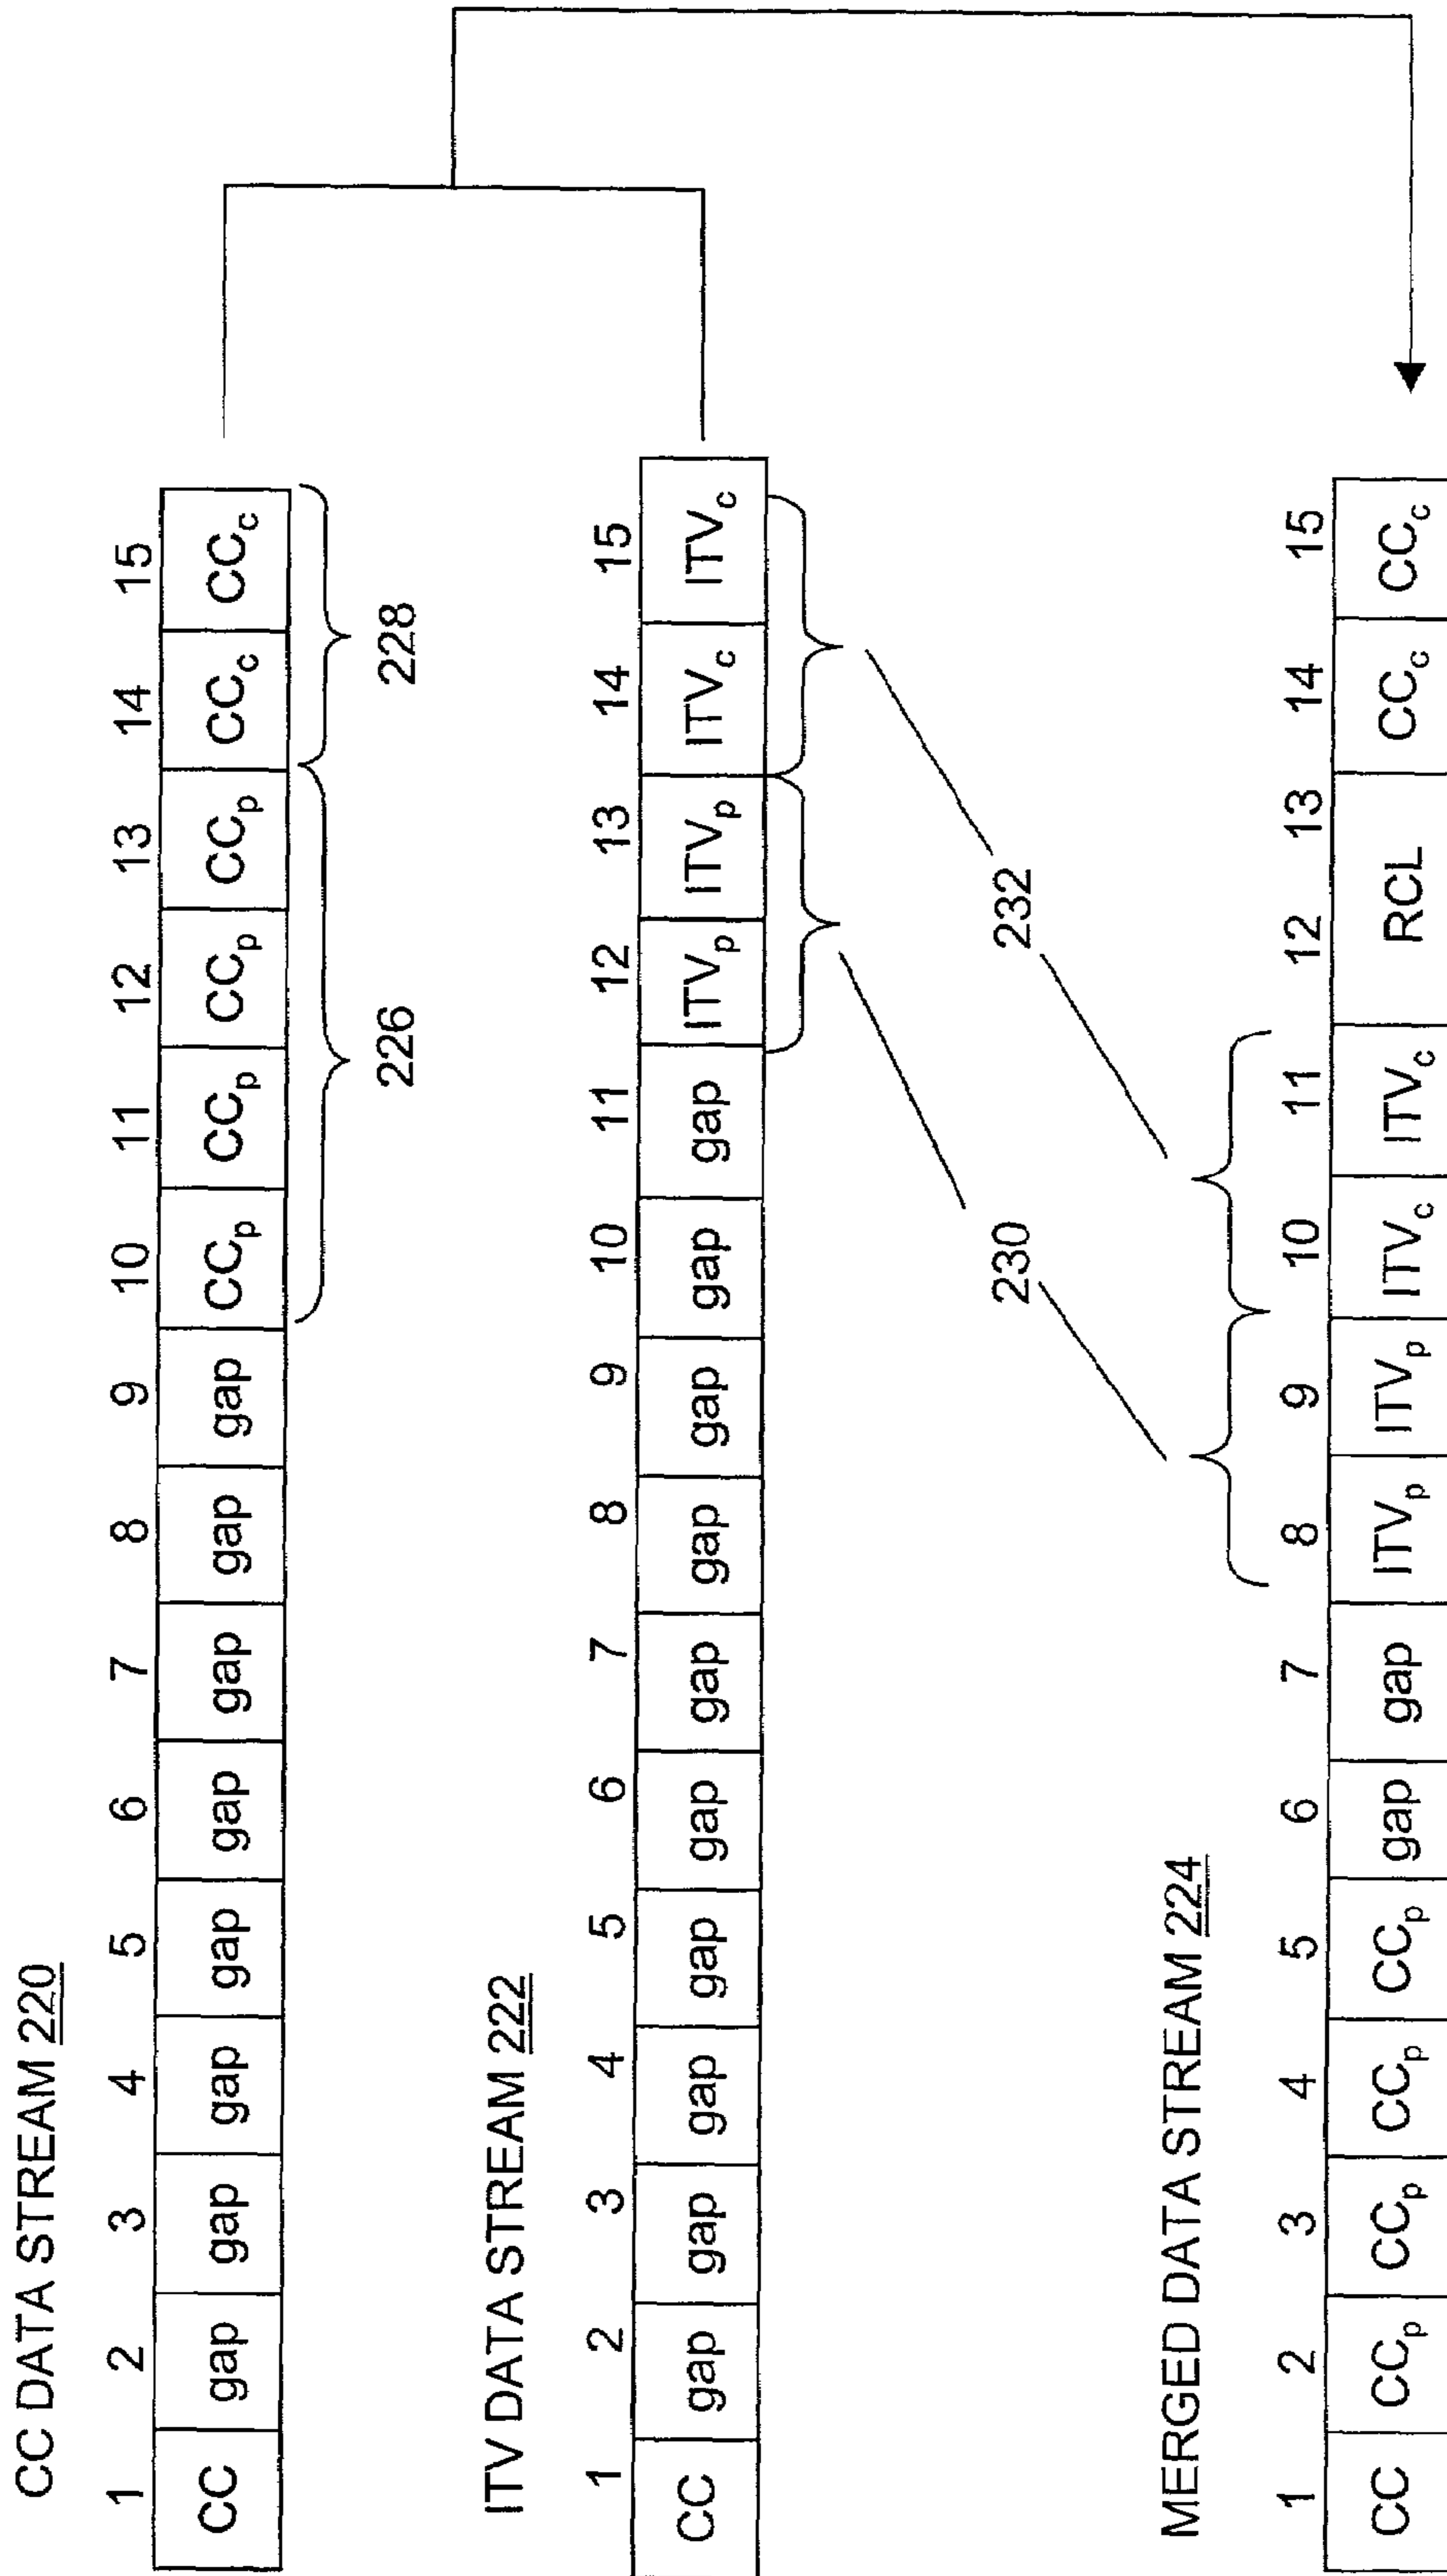 CC DATA STREAM 220
1 2 3 4 5 6 7 8 9 10 11 12 13 14 15
CC gap gap gap gap gap gap gap gap CCp CCp CCp CCp CCc CCc
226 228
ITV DATA STREAM 222
1 2 3 4 5 6 7 8 9 10 11 12 13 14 15
CC gap gap gap gap gap gap gap gap gap gap ITVp ITVp ITVc ITVc
230 232
MERGED DATA STREAM 224
1 2 3 4 5 6 7 8 9 10 11 12 13 14 15
CC CCp CCp CCp CCp gap gap ITVp ITVp ITVc ITVc RCL CCc CCc